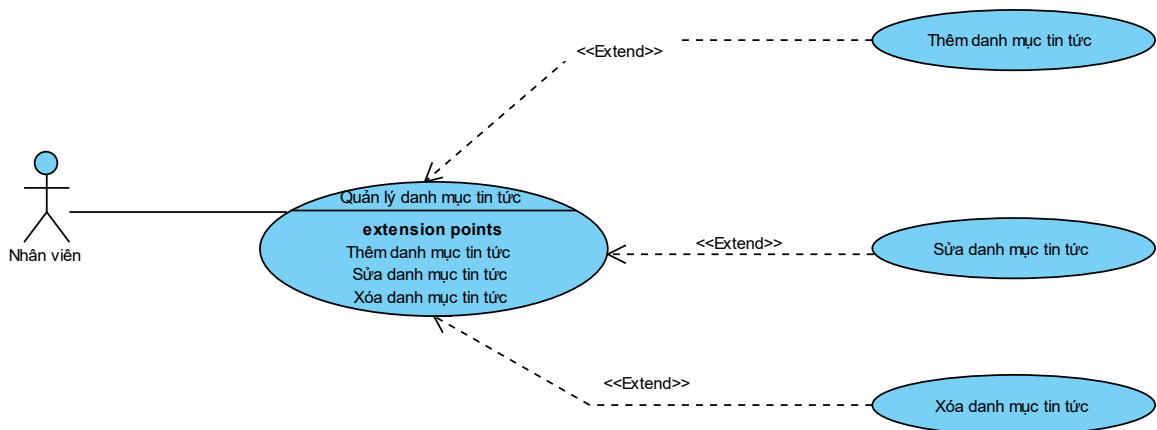 Thêm danh mục tin tức
<<Extend>>
Nhân viên
Quản lý danh mục tin tức
extension points
Thêm danh mục tin tức
Sửa danh mục tin tức
Xóa danh mục tin tức
<<Extend>>
Sửa danh mục tin tức
<<Extend>>
Xóa danh mục tin tức